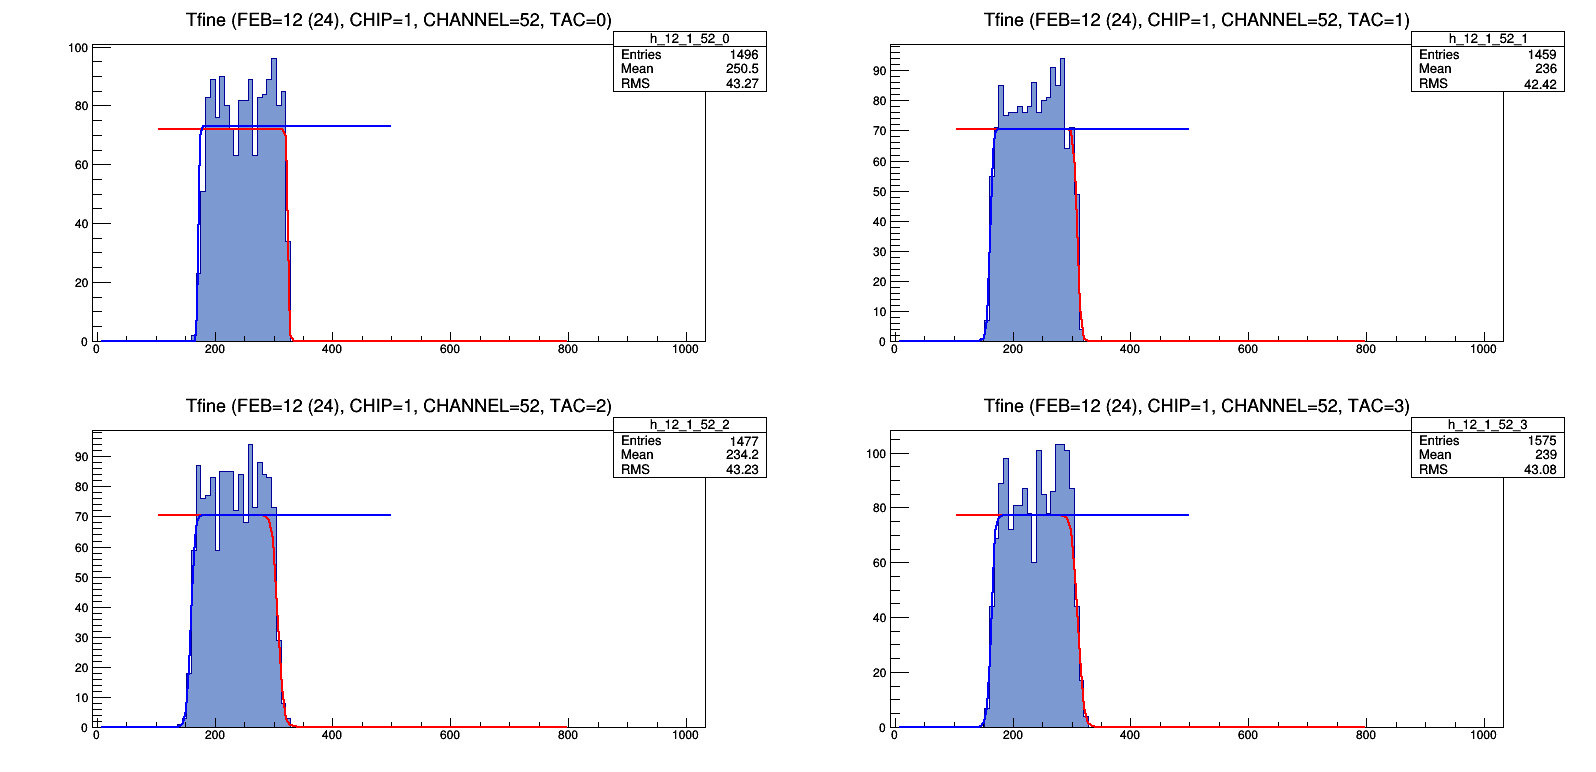 Tfine (FEB=12 (24), CHIP=1, CHANNEL=52, TAC=0)
h_12_1_52_0
Entries 1496
Mean 250.5
RMS 43.27
100
80
60
40
20
0
0 200 400 600 800 1000
Tfine (FEB=12 (24), CHIP=1, CHANNEL=52, TAC=1)
h_12_1_52_1
Entries 1459
Mean 236
RMS 42.42
90
80
70
60
50
40
30
20
10
0
0 200 400 600 800 1000
Tfine (FEB=12 (24), CHIP=1, CHANNEL=52, TAC=2)
h_12_1_52_2
Entries 1477
Mean 234.2
RMS 43.23
90
80
70
60
50
40
30
20
10
0
0 200 400 600 800 1000
Tfine (FEB=12 (24), CHIP=1, CHANNEL=52, TAC=3)
h_12_1_52_3
Entries 1575
Mean 239
RMS 43.08
100
80
60
40
20
0
0 200 400 600 800 1000